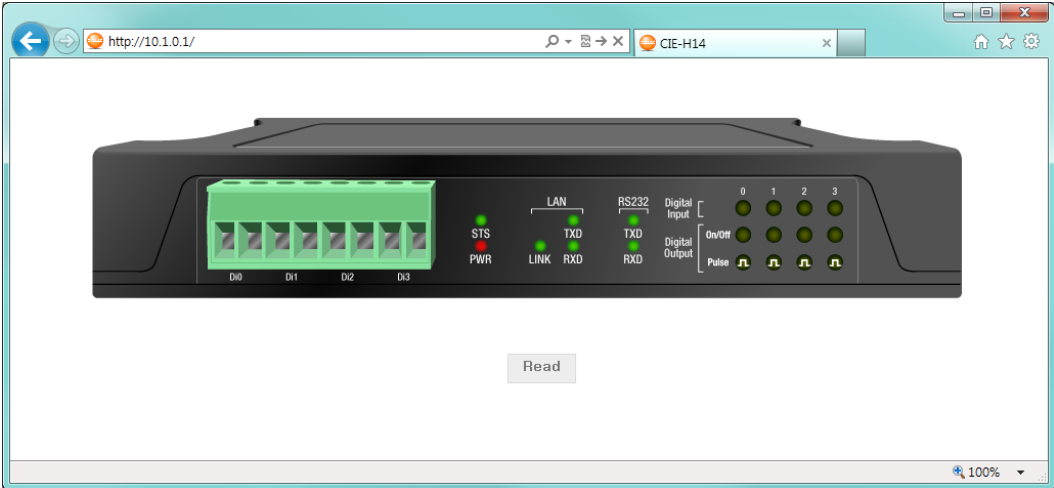 http://10.1.0.1/
CIE-H14
LAN
RS232
Digital
Input
0 1 2 3
STS
TXD
TXD
Digital
Output
On/Off
PWR
LINK
RXD
RXD
Pulse
Di0
Di1
Di2
Di3
Read
100%